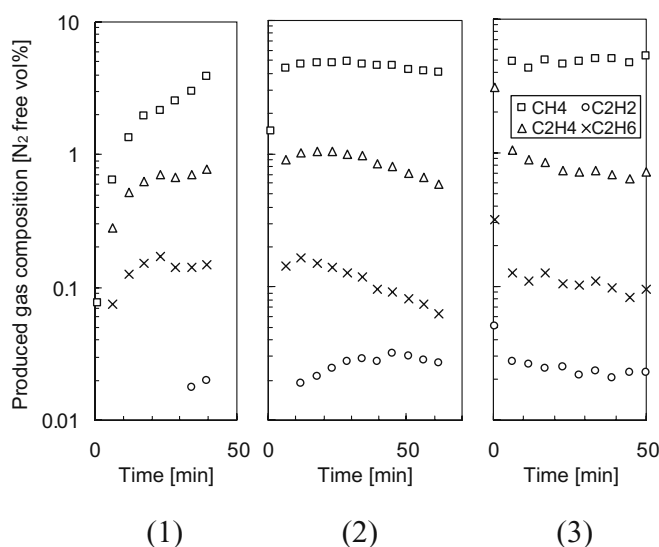 Produced gas composition [N₂ free vol%]
10
1
0.1
0.01
□ CH4 ○ C2H2
△ C2H4 × C2H6
0 50 0 50 0 50
Time [min] Time [min] Time [min]
(1) (2) (3)